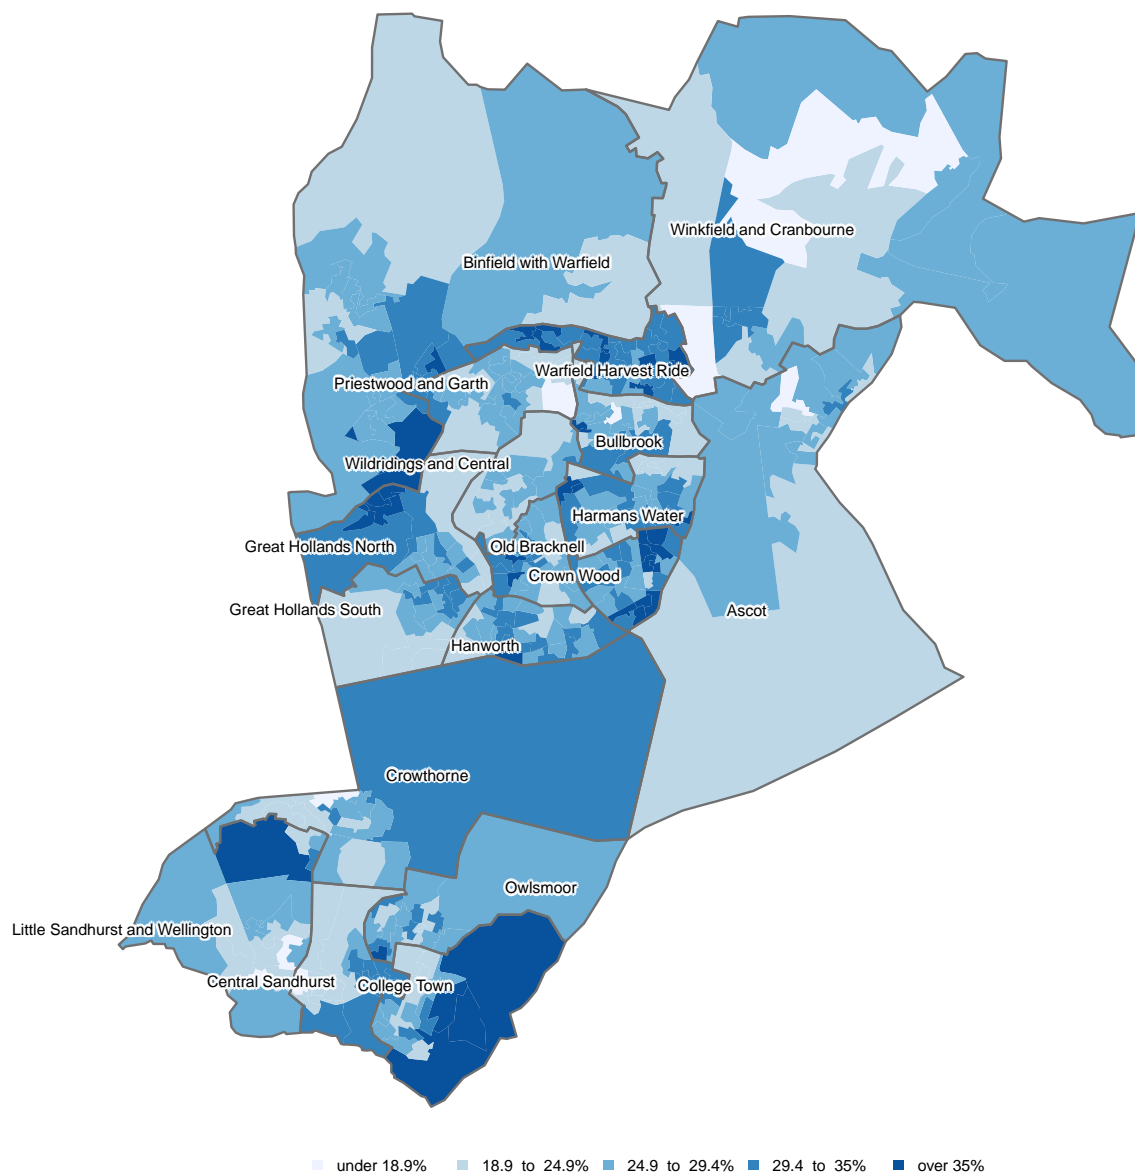 Winkfield and Cranbourne
Binfield with Warfield
Warfield Harvest Ride
Priestwood and Garth
Bullbrook
Wildridings and Central
Harmans Water
Great Hollands North
Old Bracknell
Crown Wood
Great Hollands South
Ascot
Hanworth
Crowthorne
Owlsmoor
Little Sandhurst and Wellington
Central Sandhurst
College Town
under 18.9% 18.9 to 24.9% 24.9 to 29.4% 29.4 to 35% over 35%